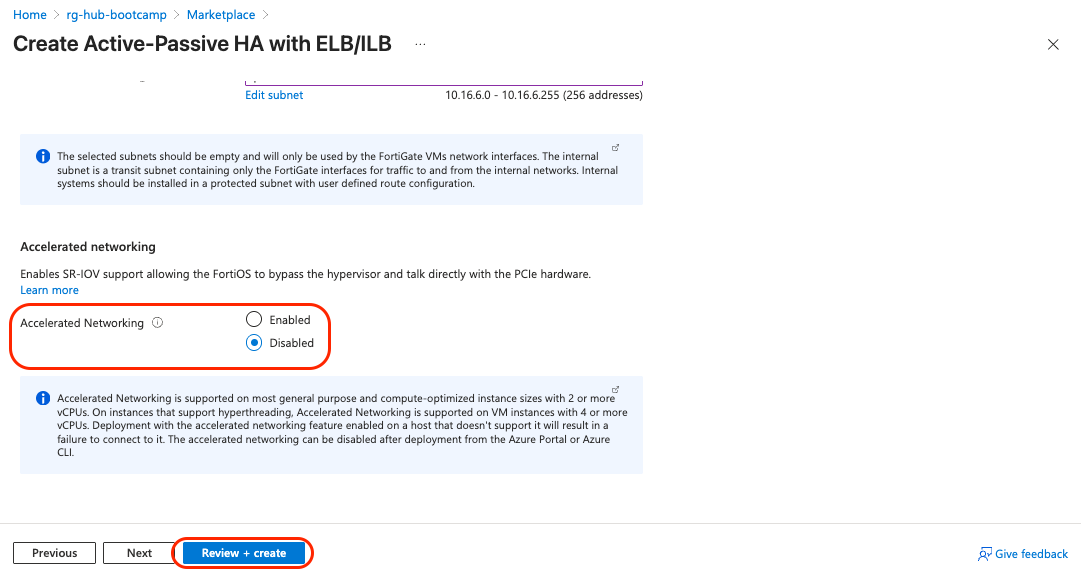 Home > rg-hub-bootcamp > Marketplace >
Create Active-Passive HA with ELB/ILB ...
Edit subnet 10.16.6.0 - 10.16.6.255 (256 addresses)
The selected subnets should be empty and will only be used by the FortiGate VMs network interfaces. The internal
subnet is a transit subnet containing only the FortiGate interfaces for traffic to and from the internal networks. Internal
systems should be installed in a protected subnet with user defined route configuration.
Accelerated networking
Enables SR-IOV support allowing the FortiOS to bypass the hypervisor and talk directly with the PCIe hardware.
Learn more
Accelerated Networking
Enabled
Disabled
Accelerated Networking is supported on most general purpose and compute-optimized instance sizes with 2 or more
vCPUs. On instances that support hyperthreading, Accelerated Networking is supported on VM instances with 4 or more
vCPUs. Deployment with the accelerated networking feature enabled on a host that doesn't support it will result in a
failure to connect to it. The accelerated networking can be disabled after deployment from the Azure Portal or Azure
CLI.
Previous Next Review + create Give feedback